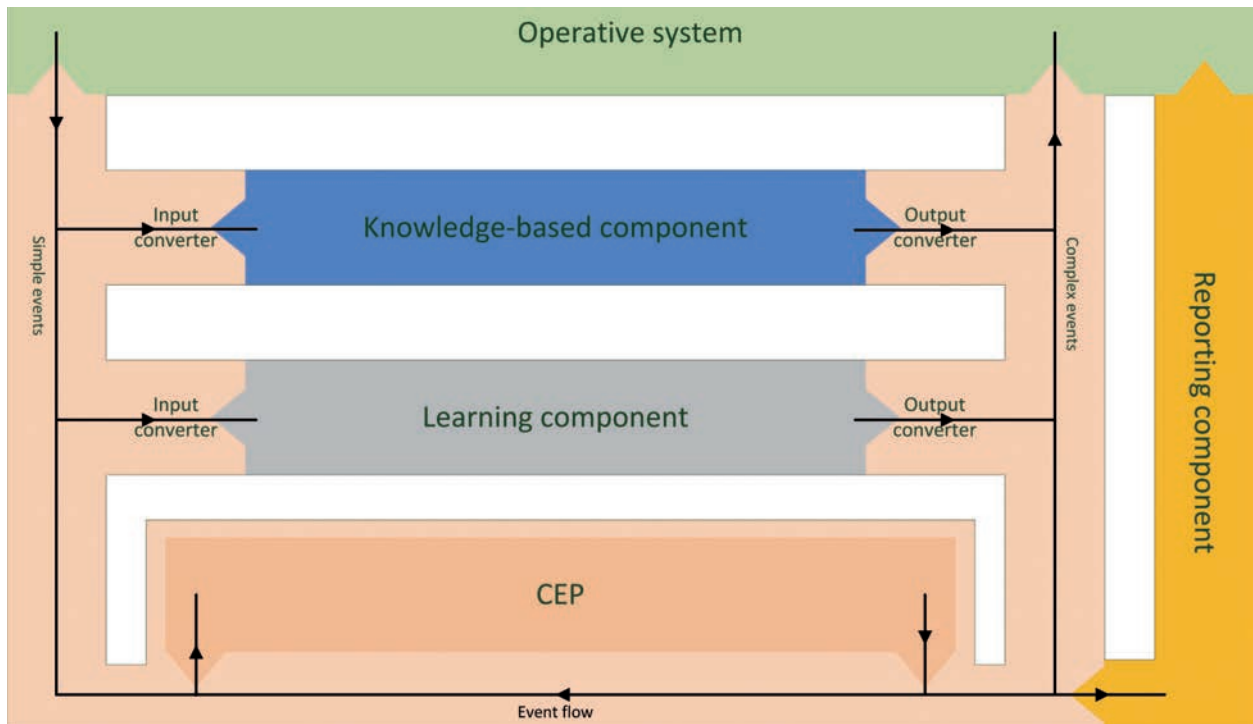 Operative system
Input
converter
Knowledge-based component
Output
converter
Simple events
Complex events
Reporting component
Input
converter
Learning component
Output
converter
CEP
Event flow